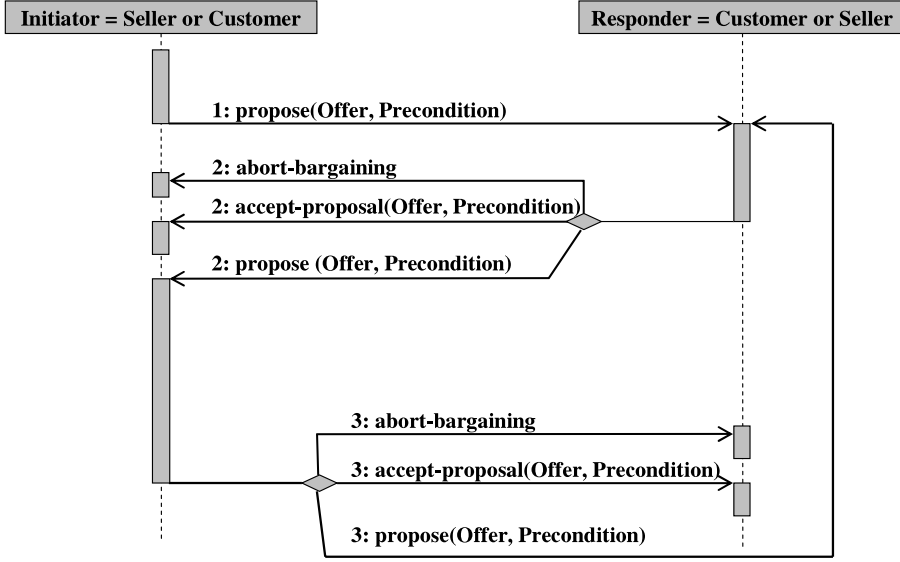 Initiator = Seller or Customer
Responder = Customer or Seller
1: propose(Offer, Precondition)
2: abort-bargaining
2: accept-proposal(Offer, Precondition)
2: propose (Offer, Precondition)
3: abort-bargaining
3: accept-proposal(Offer, Precondition)
3: propose(Offer, Precondition)